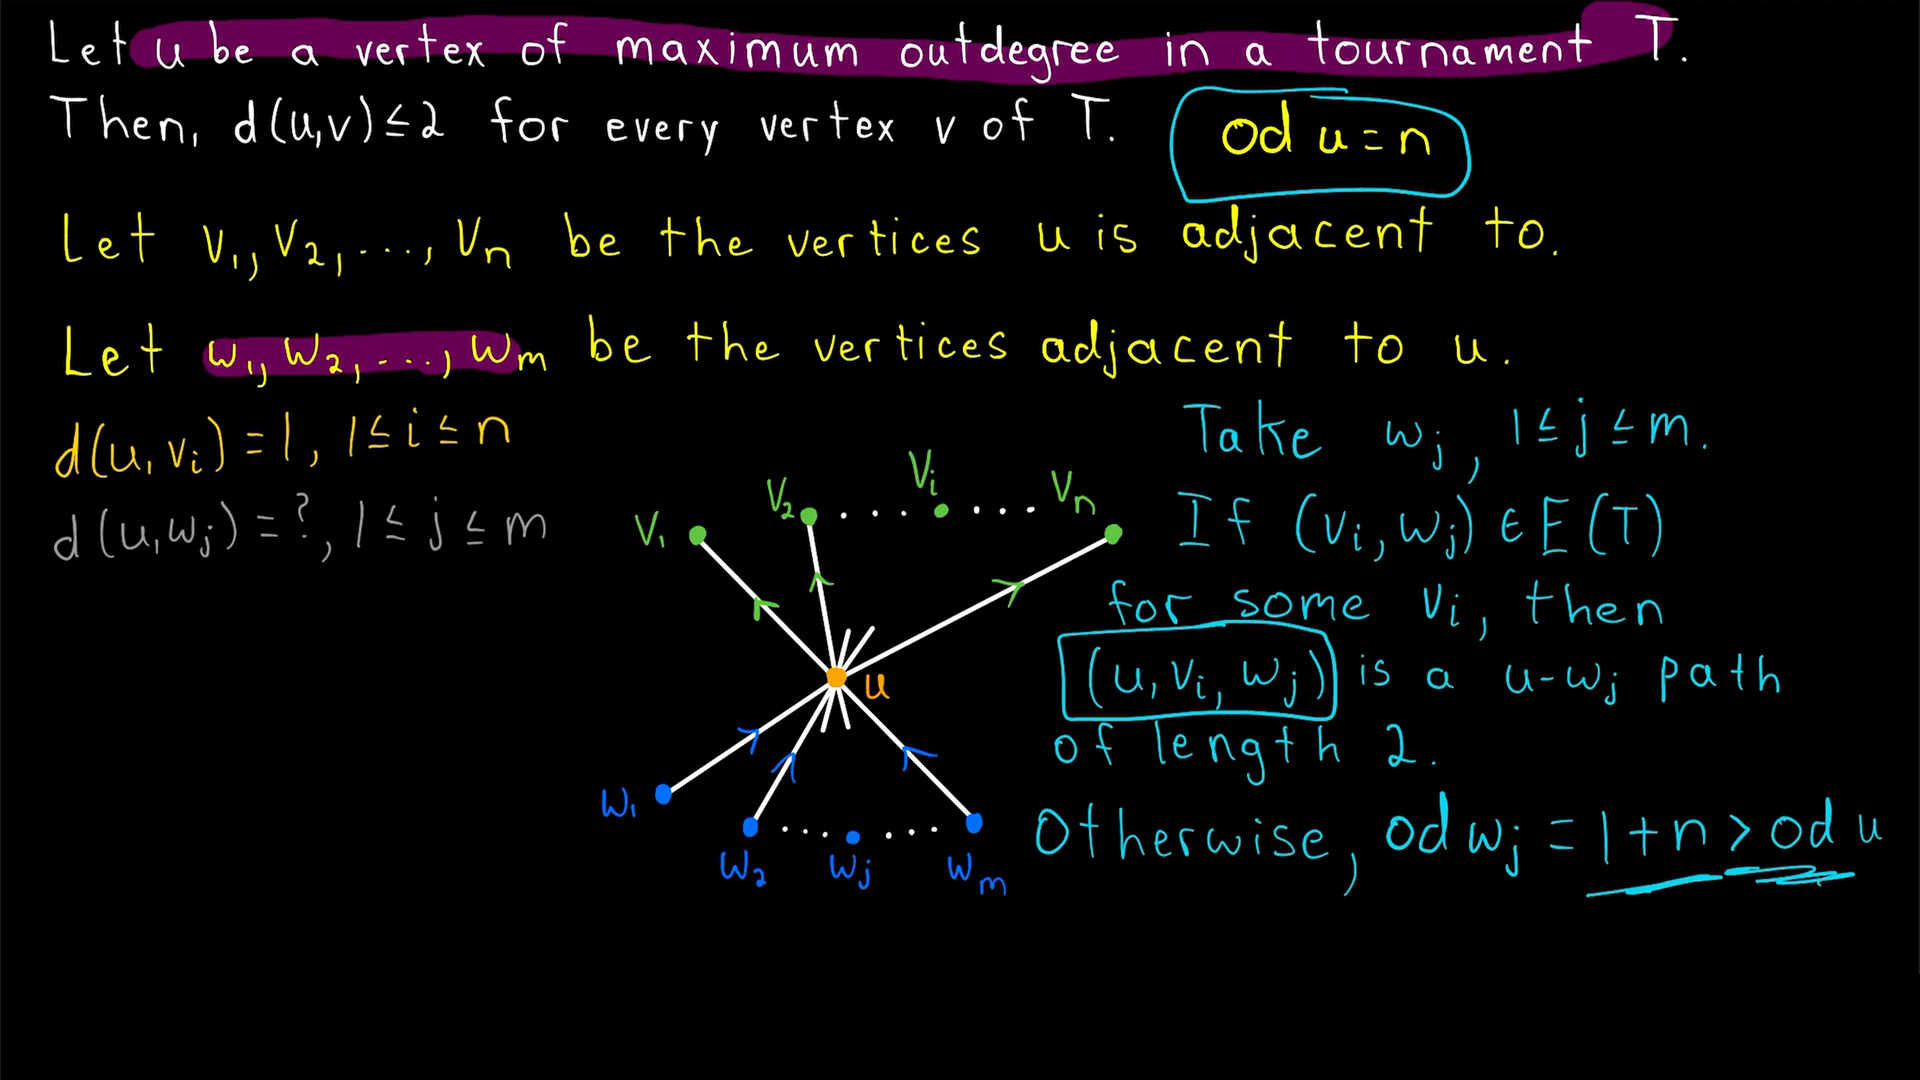 Let u be a vertex of maximum outdegree in a tournament T.
Then, d(u,v)≤2 for every vertex v of T.
od u = n
Let v₁, v₂, ..., vₙ be the vertices u is adjacent to.
Let w₁, w₂, ..., wₘ be the vertices adjacent to u.
d(u, vᵢ) = 1, 1 ≤ i ≤ n
d(u, wⱼ) = ?, 1 ≤ j ≤ m
v₁ v₂ ... vᵢ ... vₙ
u
w₁ w₂ ... wⱼ ... wₘ
Take wⱼ, 1 ≤ j ≤ m.
If (vᵢ, wⱼ) ∈ E(T)
for some vᵢ, then
(u, vᵢ, wⱼ) is a u-wⱼ path
of length 2.
Otherwise, od wⱼ = 1+n > od u